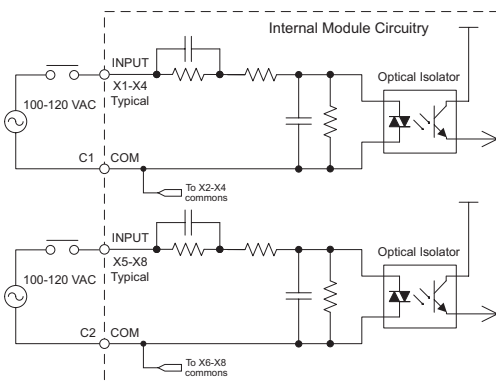 Internal Module Circuitry
INPUT
X1-X4
Typical
100-120 VAC
Optical Isolator
C1
COM
To X2-X4
commons
INPUT
X5-X8
Typical
100-120 VAC
Optical Isolator
C2
COM
To X6-X8
commons